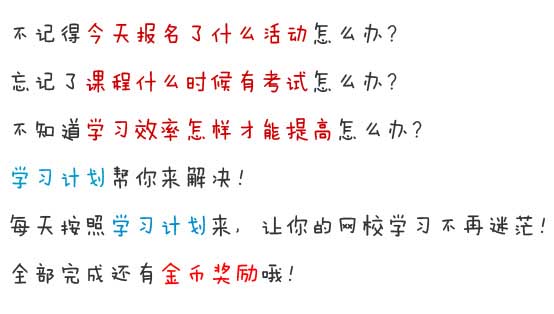 不记得今天报名了什么活动怎么办?
忘记了课程什么时候有考试怎么办?
不知道学习效率怎样才能提高怎么办?
学习计划帮你来解决!
每天按照学习计划来, 让你的网校学习不再迷茫!
全部完成还有金币奖励哦!